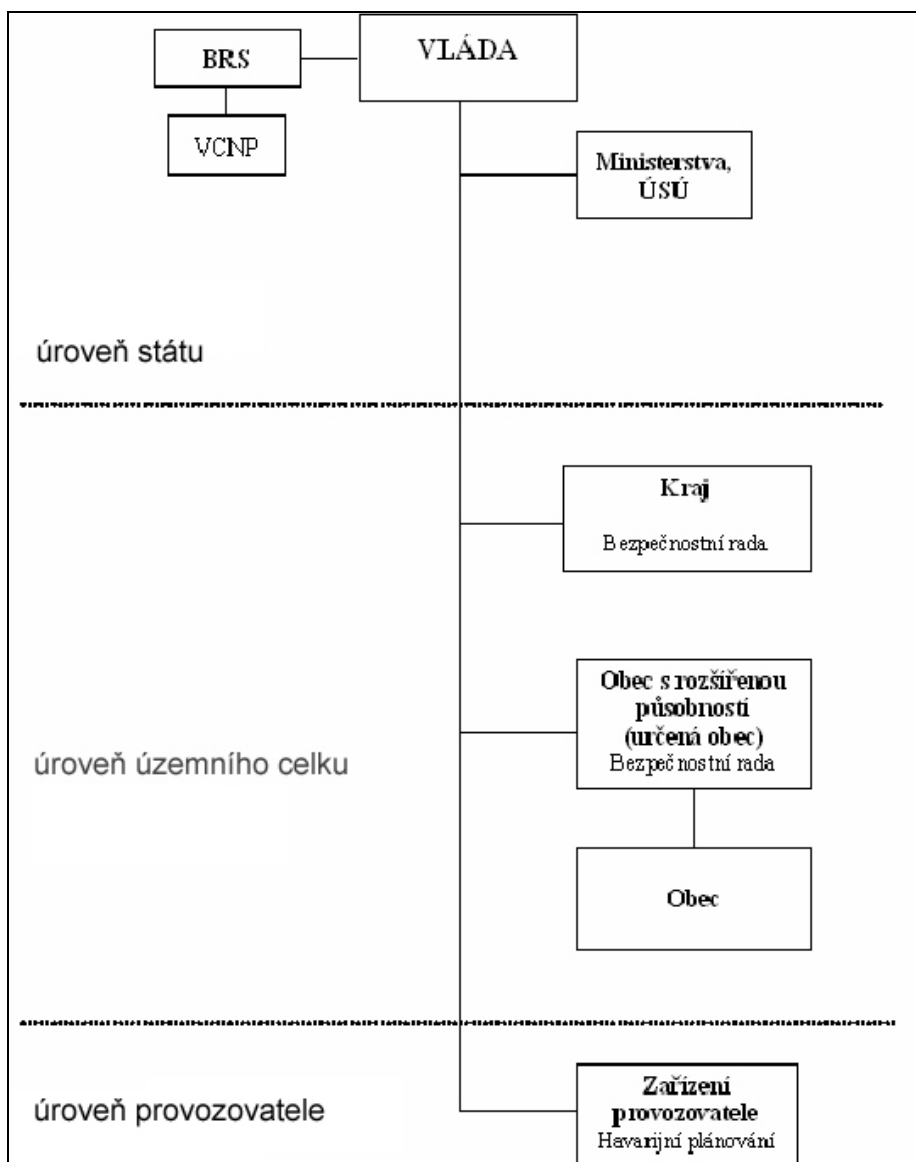 BRS
VLÁDA
VCNP
Ministerstva,
ÚSÚ
úroveň státu
Kraj
Bezpečnostní rada
Obec s rozšířenou
působností
(určená obec)
Bezpečnostní rada
úroveň územního celku
Obec
Zařízení
provozovatele
Havarijní plánování
úroveň provozovatele